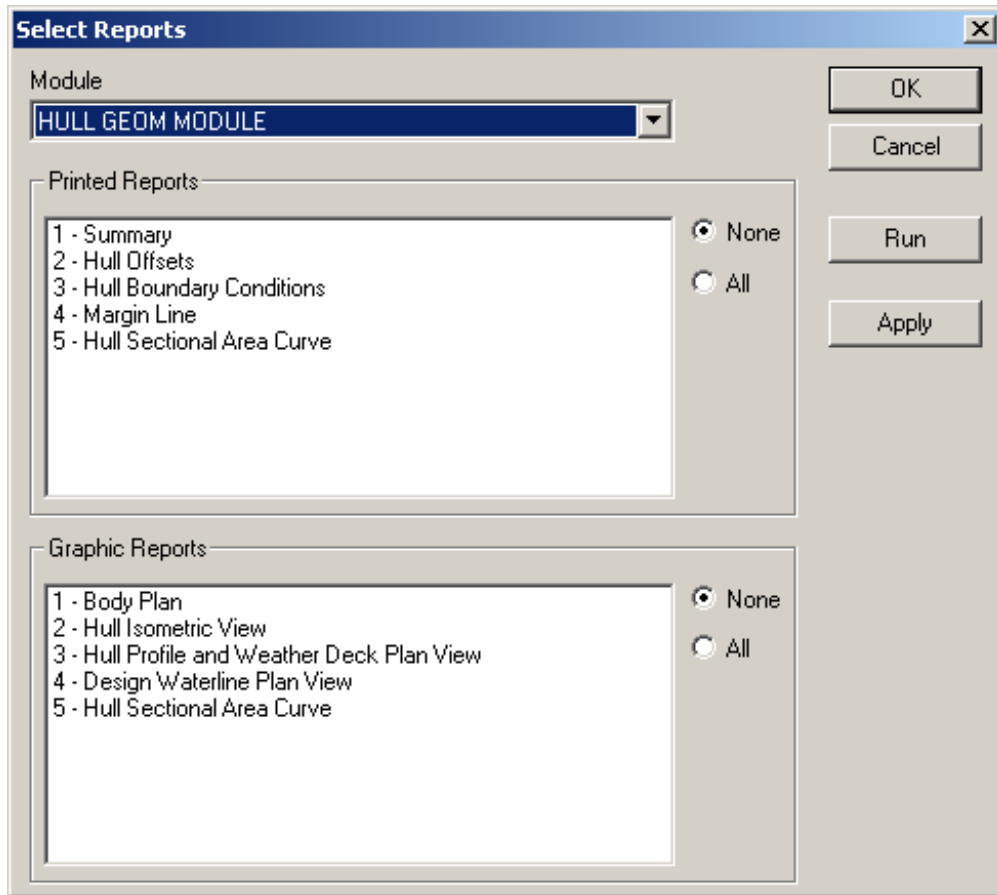 Select Reports
Module
HULL GEOM MODULE
OK
Cancel
Run
Apply
Printed Reports
1 - Summary
2 - Hull Offsets
3 - Hull Boundary Conditions
4 - Margin Line
5 - Hull Sectional Area Curve
None
All
Graphic Reports
1 - Body Plan
2 - Hull Isometric View
3 - Hull Profile and Weather Deck Plan View
4 - Design Waterline Plan View
5 - Hull Sectional Area Curve
None
All